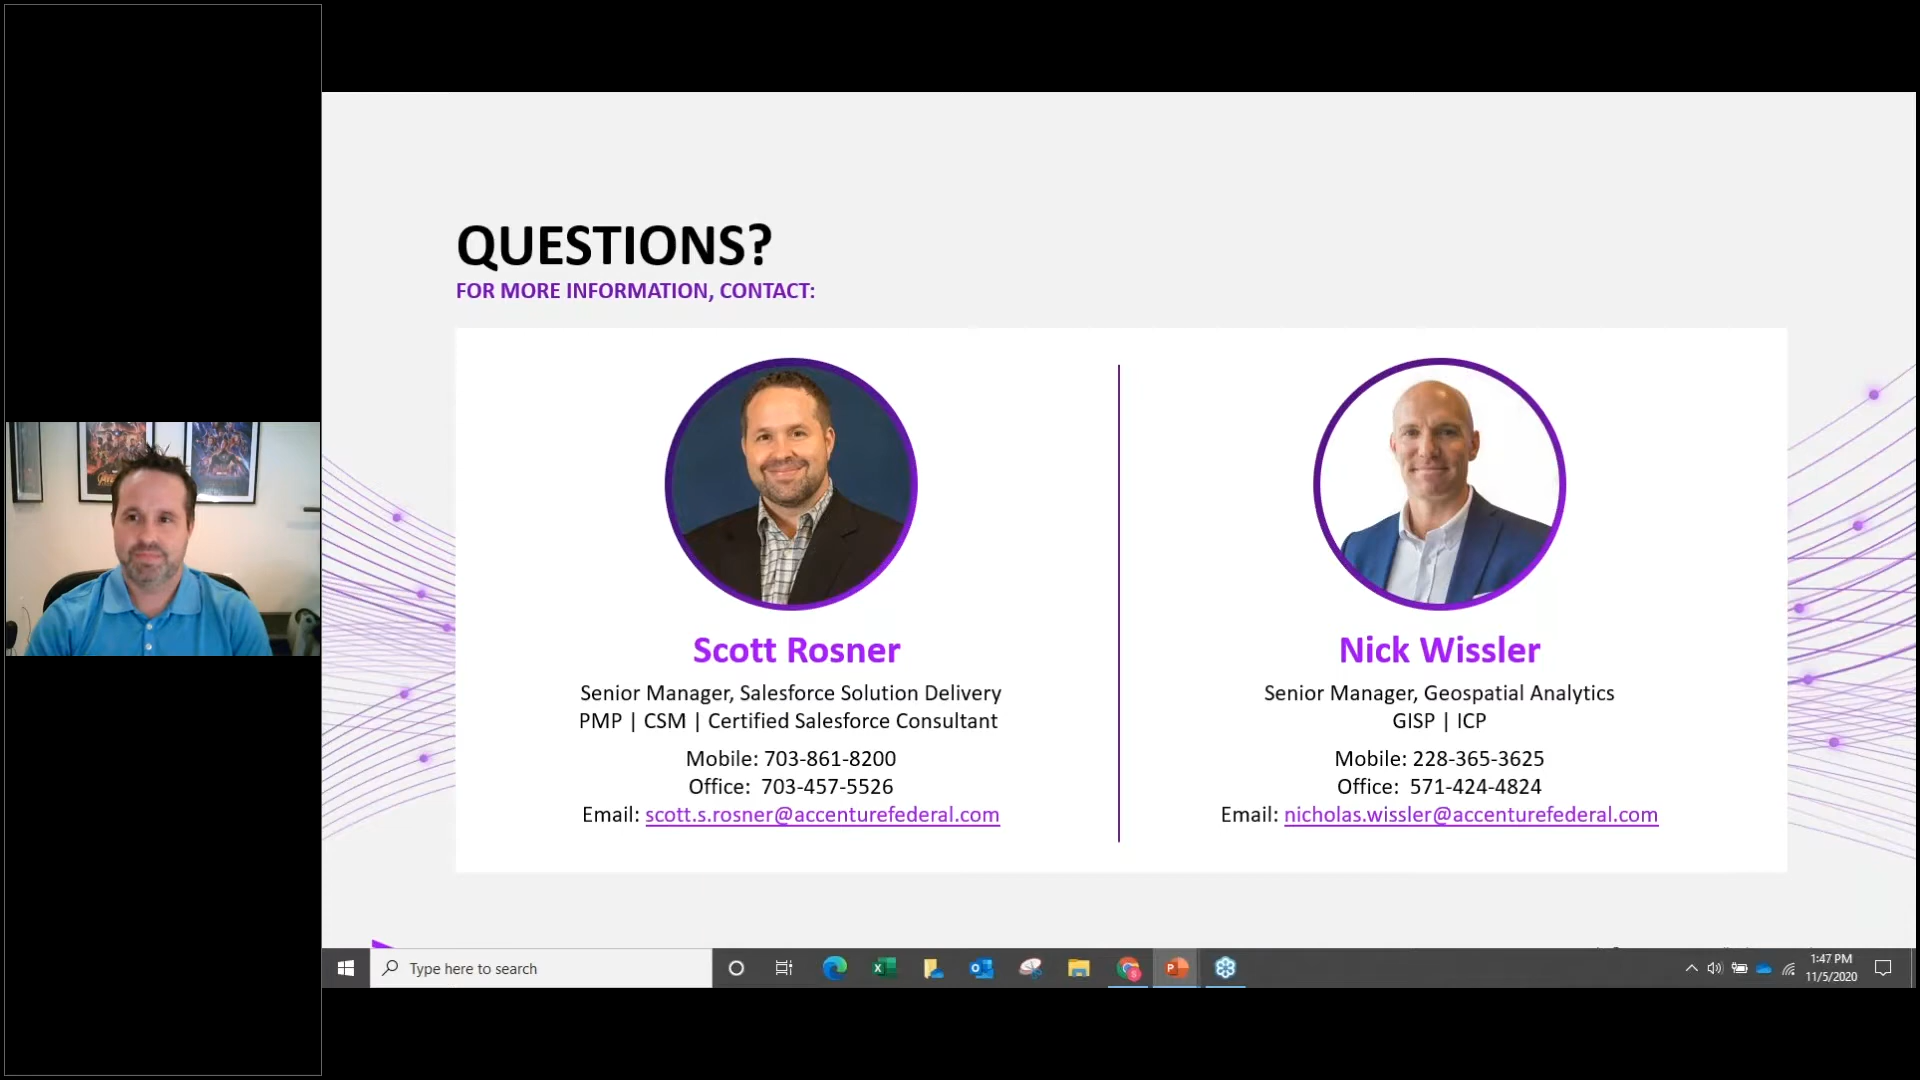 QUESTIONS?
FOR MORE INFORMATION, CONTACT:
Scott Rosner
Senior Manager, Salesforce Solution Delivery
PMP | CSM | Certified Salesforce Consultant
Mobile: 703-861-8200
Office: 703-457-5526
Email: scott.s.rosner@accenturefederal.com
Nick Wissler
Senior Manager, Geospatial Analytics
GISP | ICP
Mobile: 228-365-3625
Office: 571-424-4824
Email: nicholas.wissler@accenturefederal.com
Type here to search
1:47 PM
11/5/2020